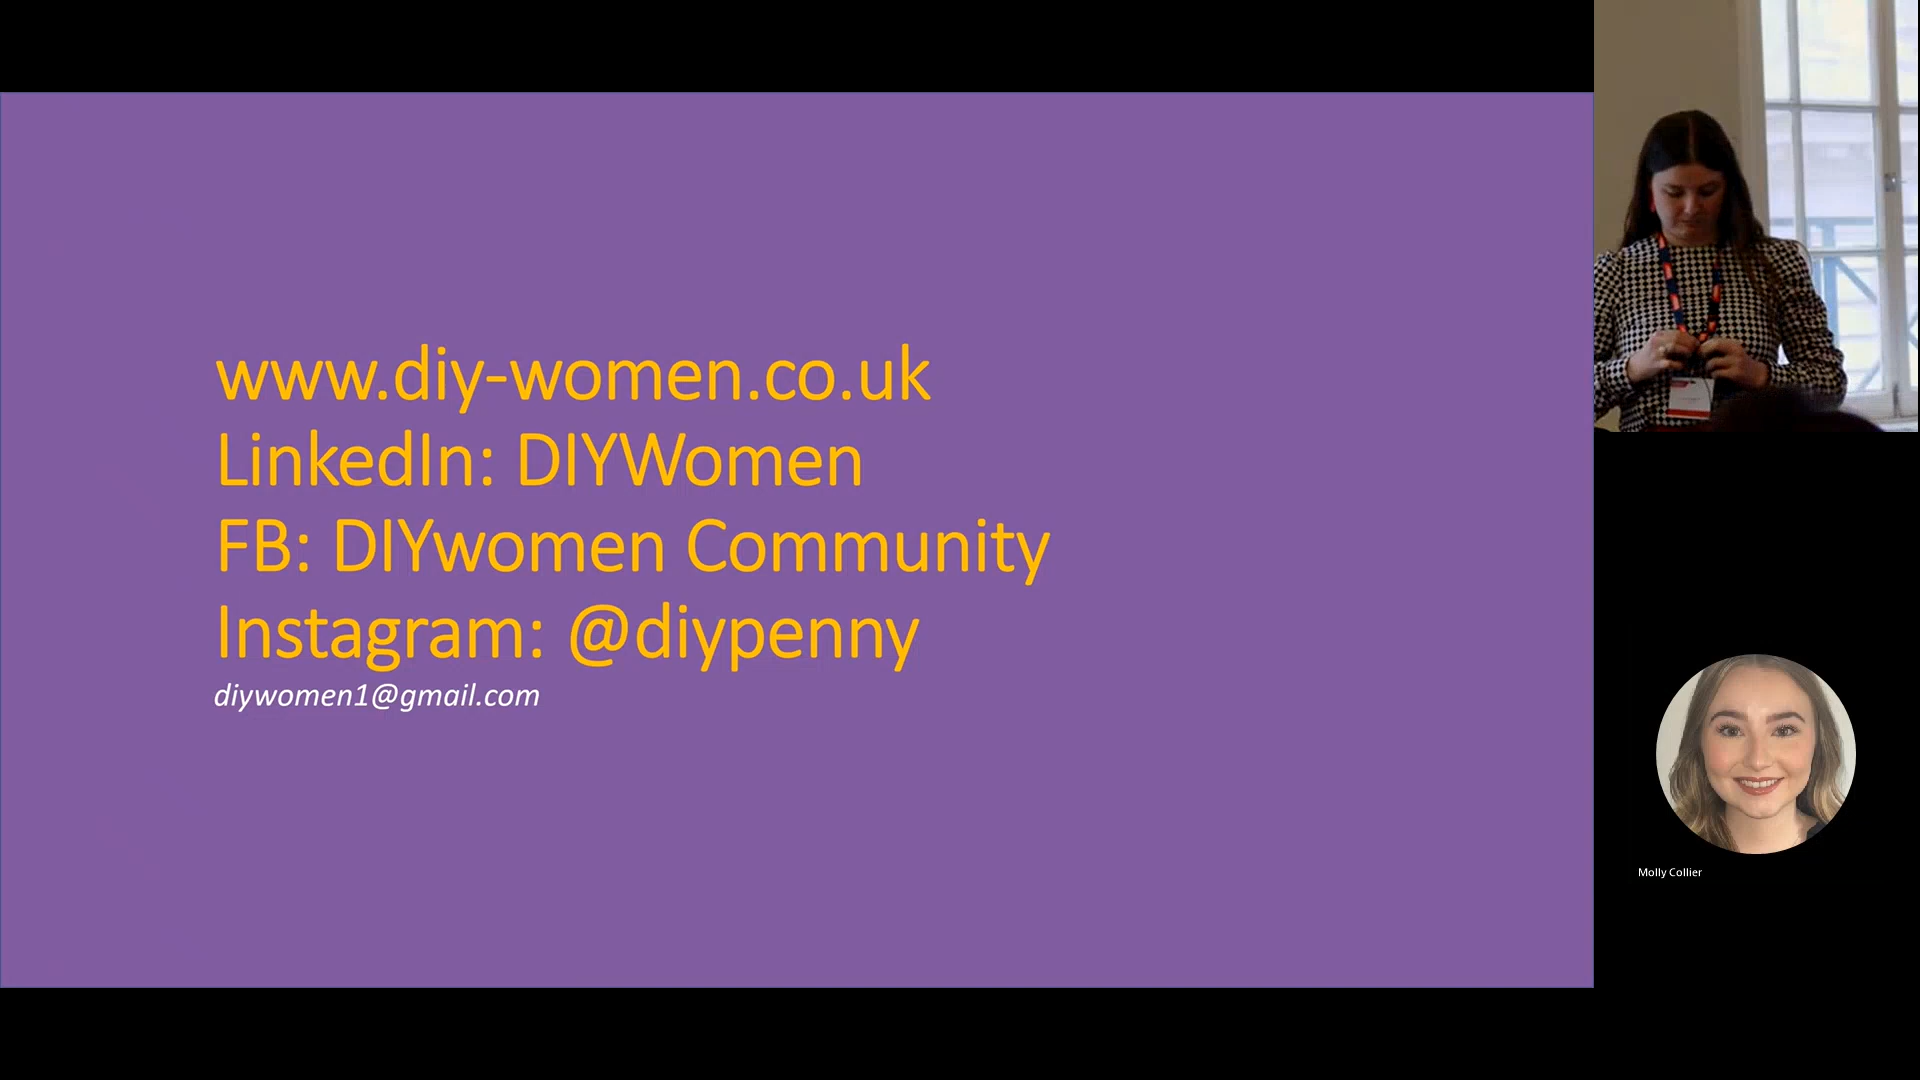 www.diy-women.co.uk
LinkedIn: DIYWomen
FB: DIYwomen Community
Instagram: @diypenny
diywomen1@gmail.com
Molly Collier